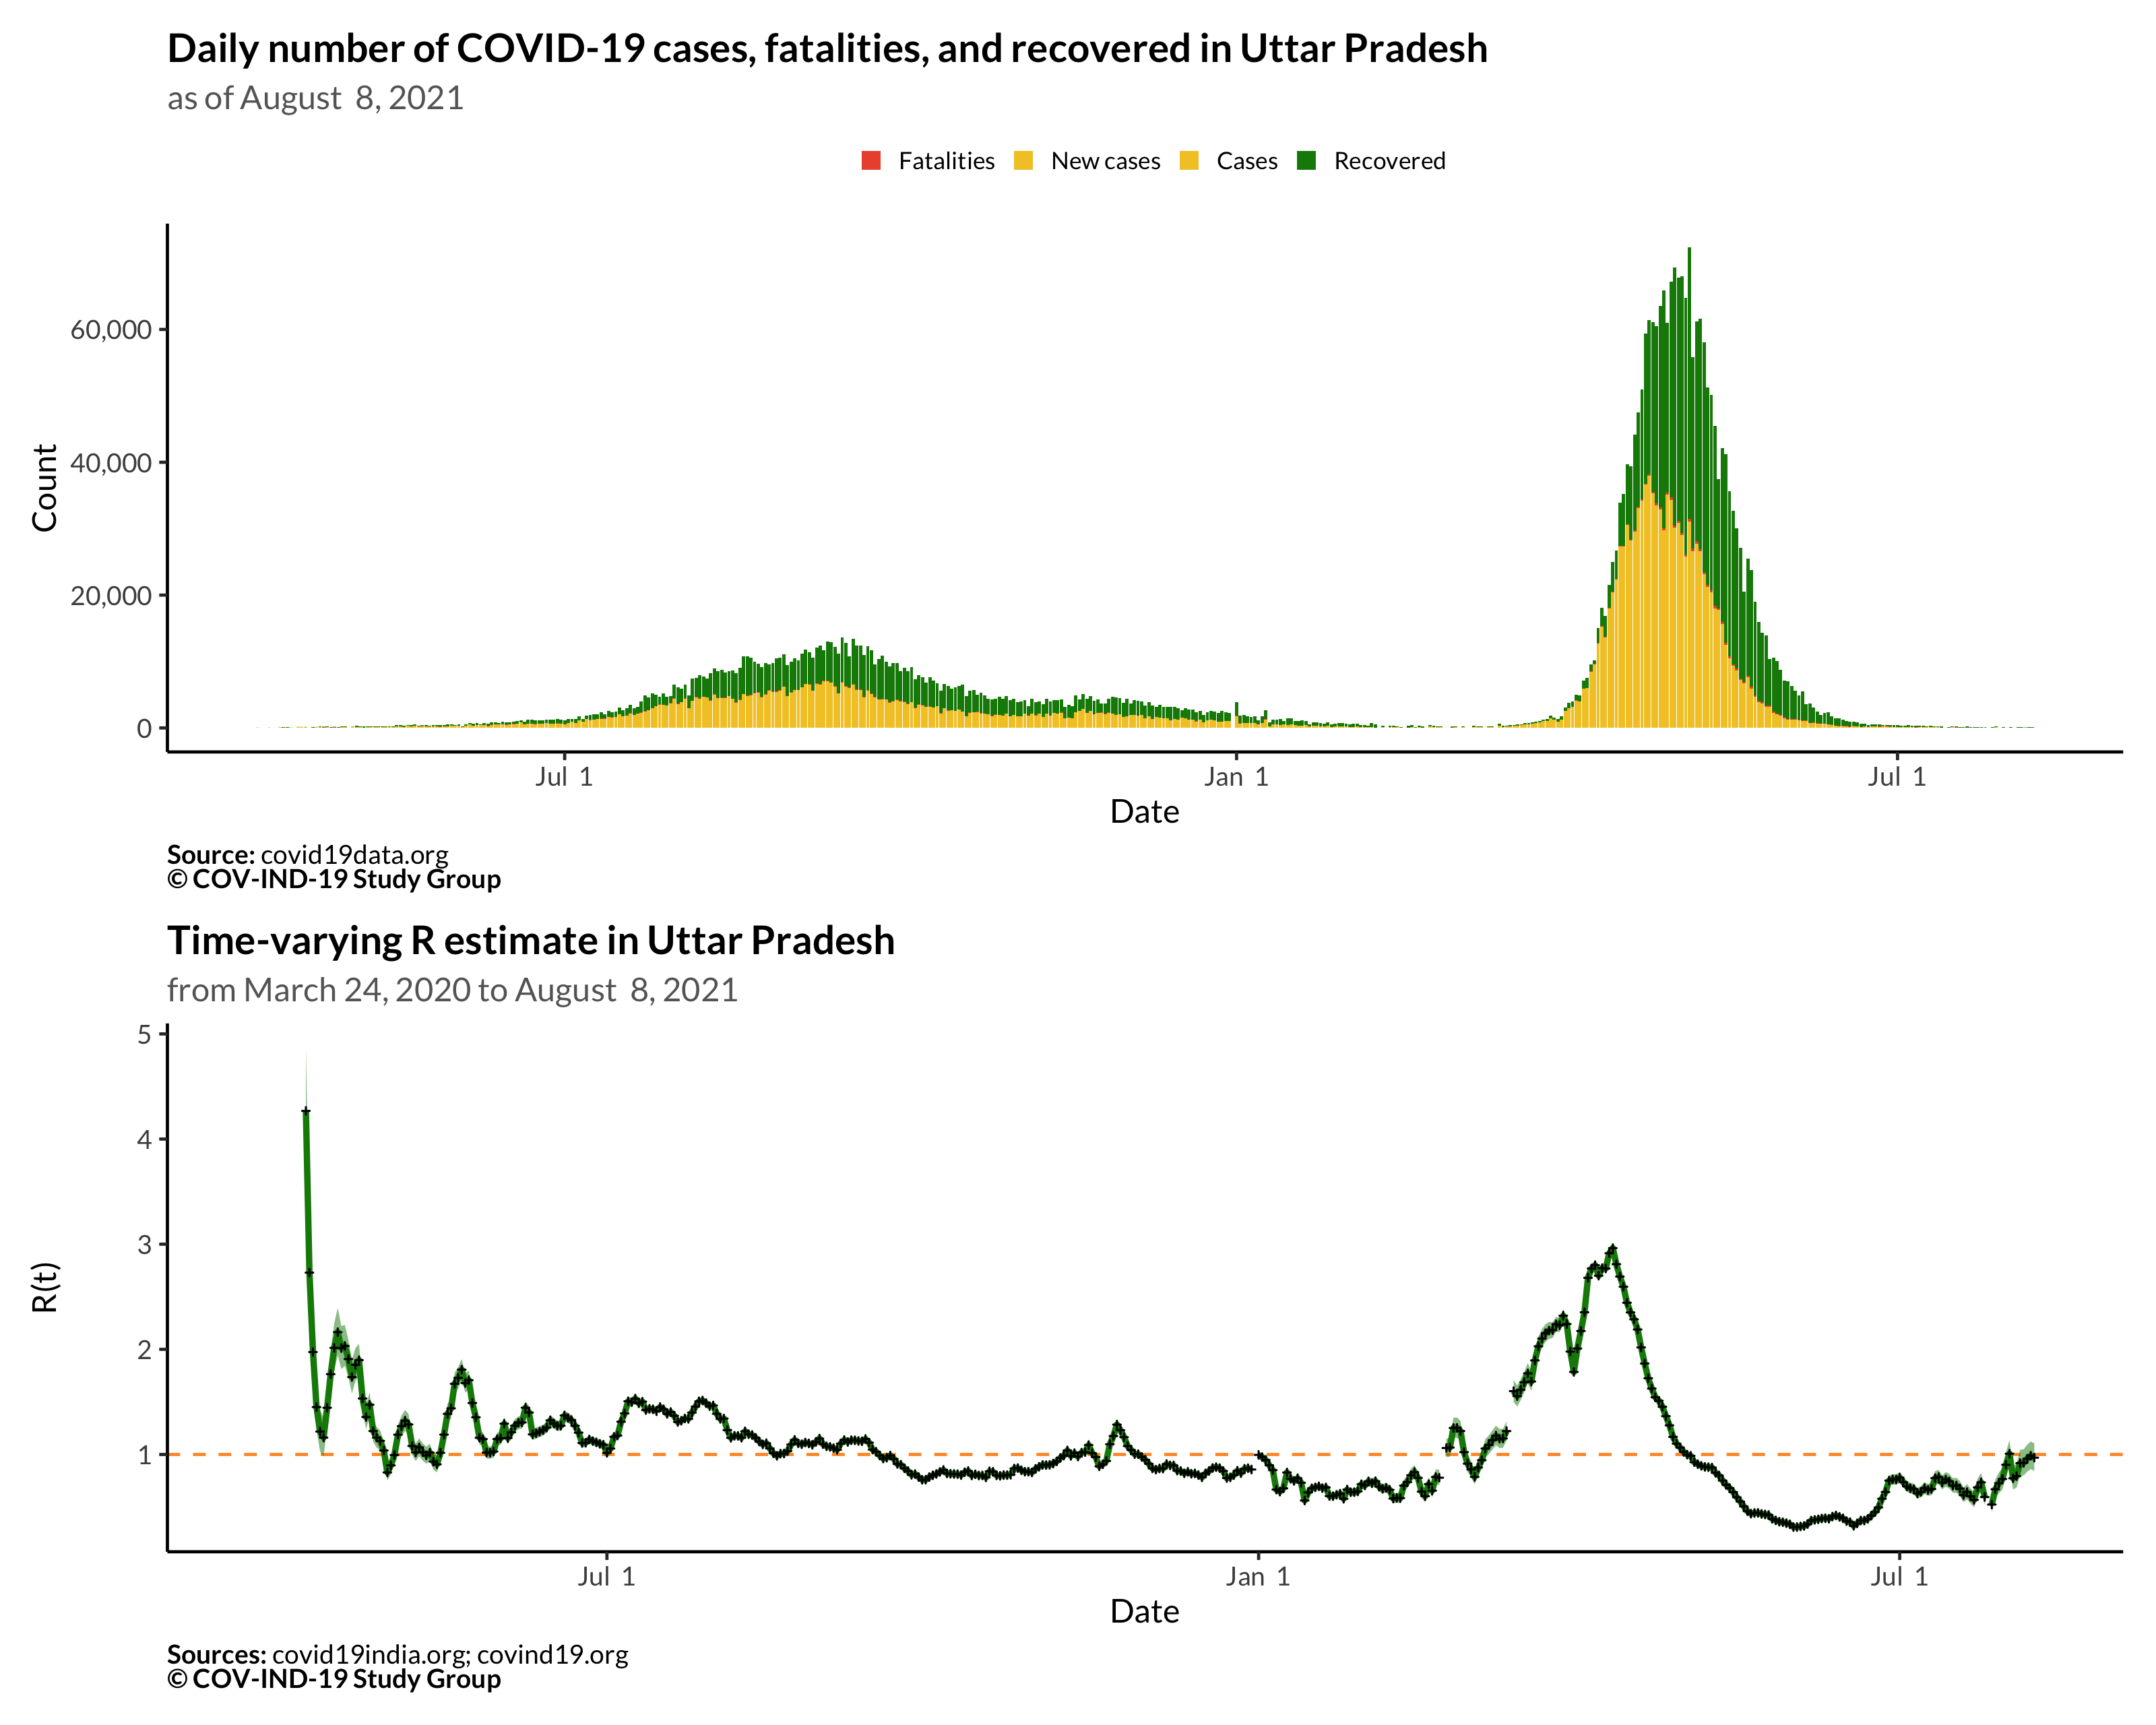 Daily number of COVID-19 cases, fatalities, and recovered in Uttar Pradesh
as of August  8, 2021
Fatalities New cases Cases Recovered
60,000
40,000
20,000
0
Count
Jul  1 Jan  1 Jul  1
Date
Source: covid19data.org
© COV-IND-19 Study Group
Time-varying R estimate in Uttar Pradesh
from March 24, 2020 to August  8, 2021
5
4
3
2
1
R(t)
Jul  1 Jan  1 Jul  1
Date
Sources: covid19india.org; covind19.org
© COV-IND-19 Study Group